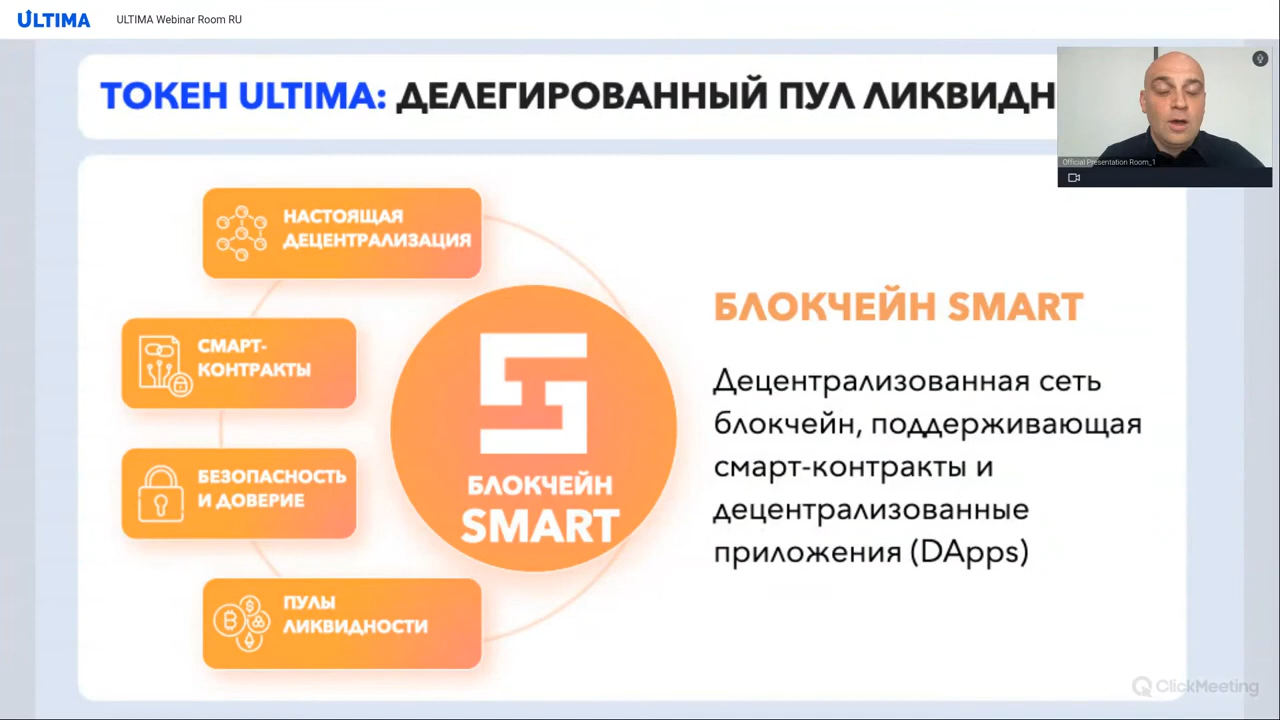 ULTIMA
ULTIMA Webinar Room RU
ТОКЕН ULTIMA: ДЕЛЕГИРОВАННЫЙ ПУЛ ЛИКВИДН
Official Presentation Room_1
НАСТОЯЩАЯ
ДЕЦЕНТРАЛИЗАЦИЯ
СМАРТ-
КОНТРАКТЫ
БЕЗОПАСНОСТЬ
И ДОВЕРИЕ
ПУЛЫ
ЛИКВИДНОСТИ
БЛОКЧЕЙН
SMART
БЛОКЧЕЙН SMART
Децентрализованная сеть
блокчейн, поддерживающая
смарт-контракты и
децентрализованные
приложения (DApps)
ClickMeeting